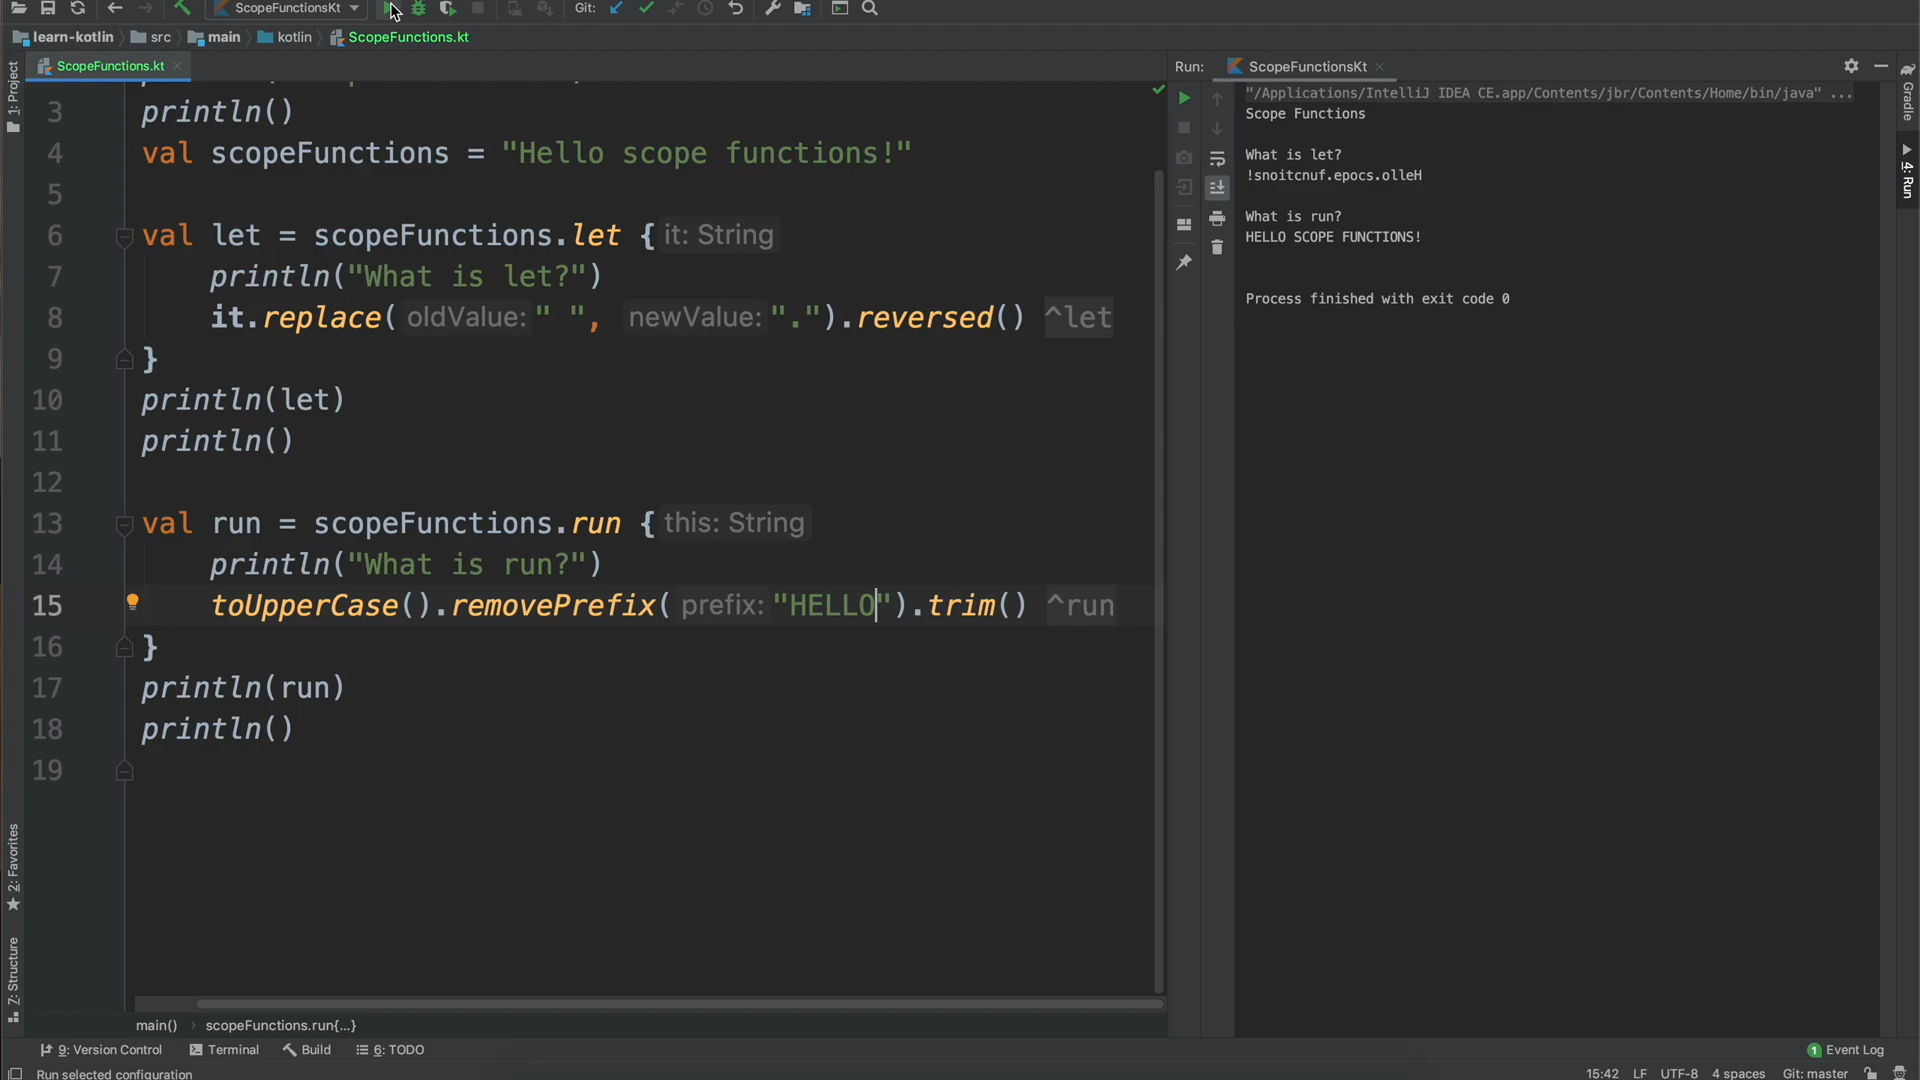 ScopeFunctionsKt
Git:
learn-kotlin
src
main
kotlin
ScopeFunctions.kt
ScopeFunctions.kt
1: Project
3 println()
4 val scopeFunctions = "Hello scope functions!"
5
6 val let = scopeFunctions.let { it: String
7 println("What is let?")
8 it.replace( oldValue: " ", newValue: ".").reversed() ^let
9 }
10 println(let)
11 println()
12
13 val run = scopeFunctions.run { this: String
14 println("What is run?")
15 toUpperCase().removePrefix( prefix: "HELLO").trim() ^run
16 }
17 println(run)
18 println()
19
2: Favorites
7: Structure
main()
scopeFunctions.run{...}
Run:
ScopeFunctionsKt
"/Applications/IntelliJ IDEA CE.app/Contents/jbr/Contents/Home/bin/java" ...
Scope Functions
What is let?
!snoitcnuf.epocs.olleH
What is run?
HELLO SCOPE FUNCTIONS!
Process finished with exit code 0
Gradle
4: Run
9: Version Control
Terminal
Build
6: TODO
1 Event Log
Run selected configuration
15:42 LF UTF-8 4 spaces Git: master